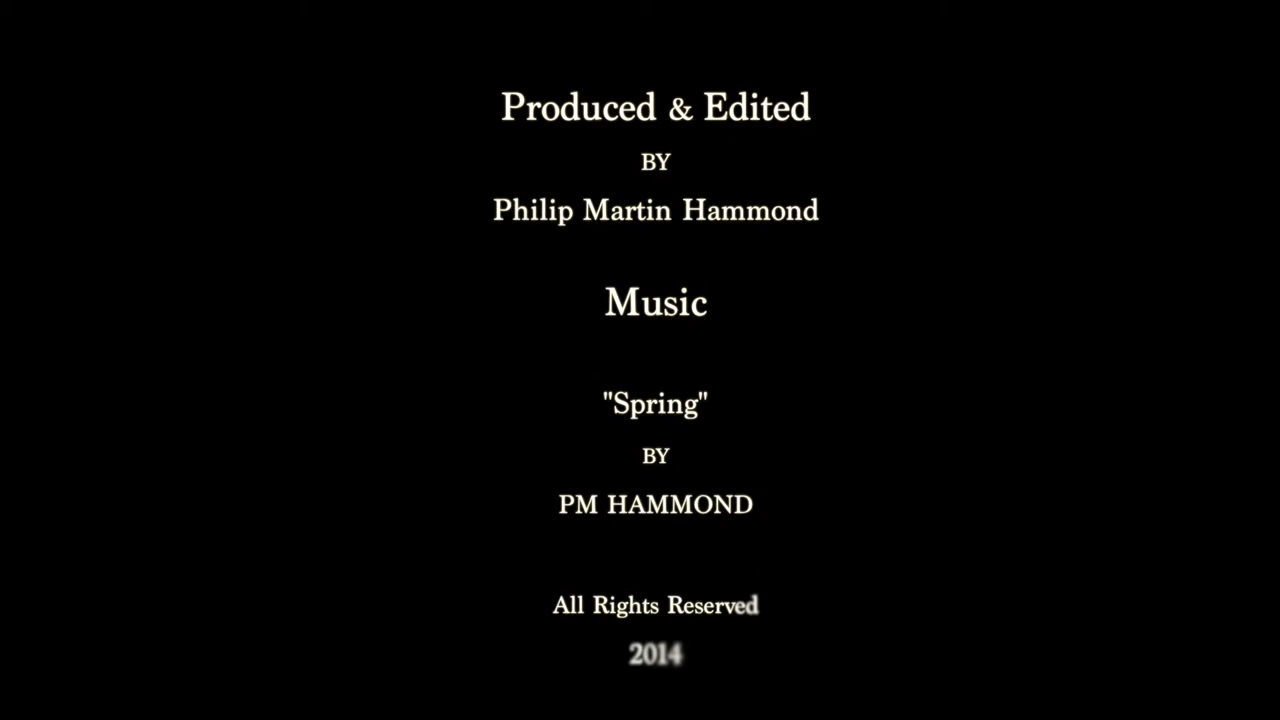 Produced & Edited
BY
Philip Martin Hammond
Music
"Spring"
BY
PM HAMMOND
All Rights Reserved
2014